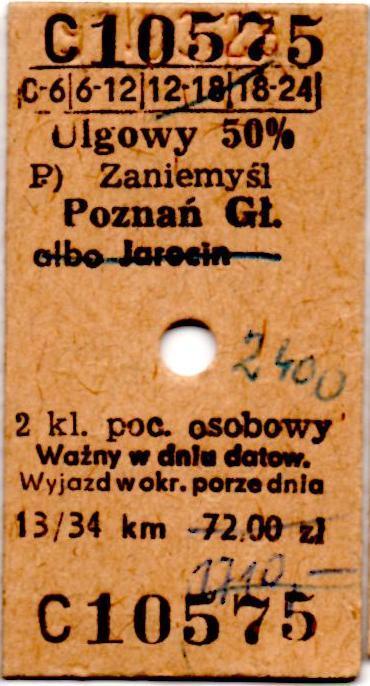 C10575
0-6|6-12|12-18|18-24|
Ulgowy 50%
P) Zaniemyśl
Poznań Gł.
albo Jarocin
2400
2 kl. poc. osobowy
Ważny w dniu datow.
Wyjazd w okr. porze dnia
13/34 km 72,00 zł
1710,—
C10575